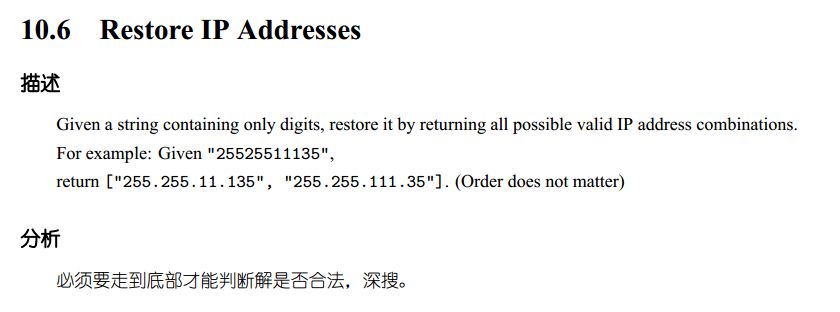 10.6 Restore IP Addresses
描述
Given a string containing only digits, restore it by returning all possible valid IP address combinations.
For example: Given "25525511135",
return ["255.255.11.135", "255.255.111.35"]. (Order does not matter)
分析
必须要走到底部才能判断解是否合法，深搜。